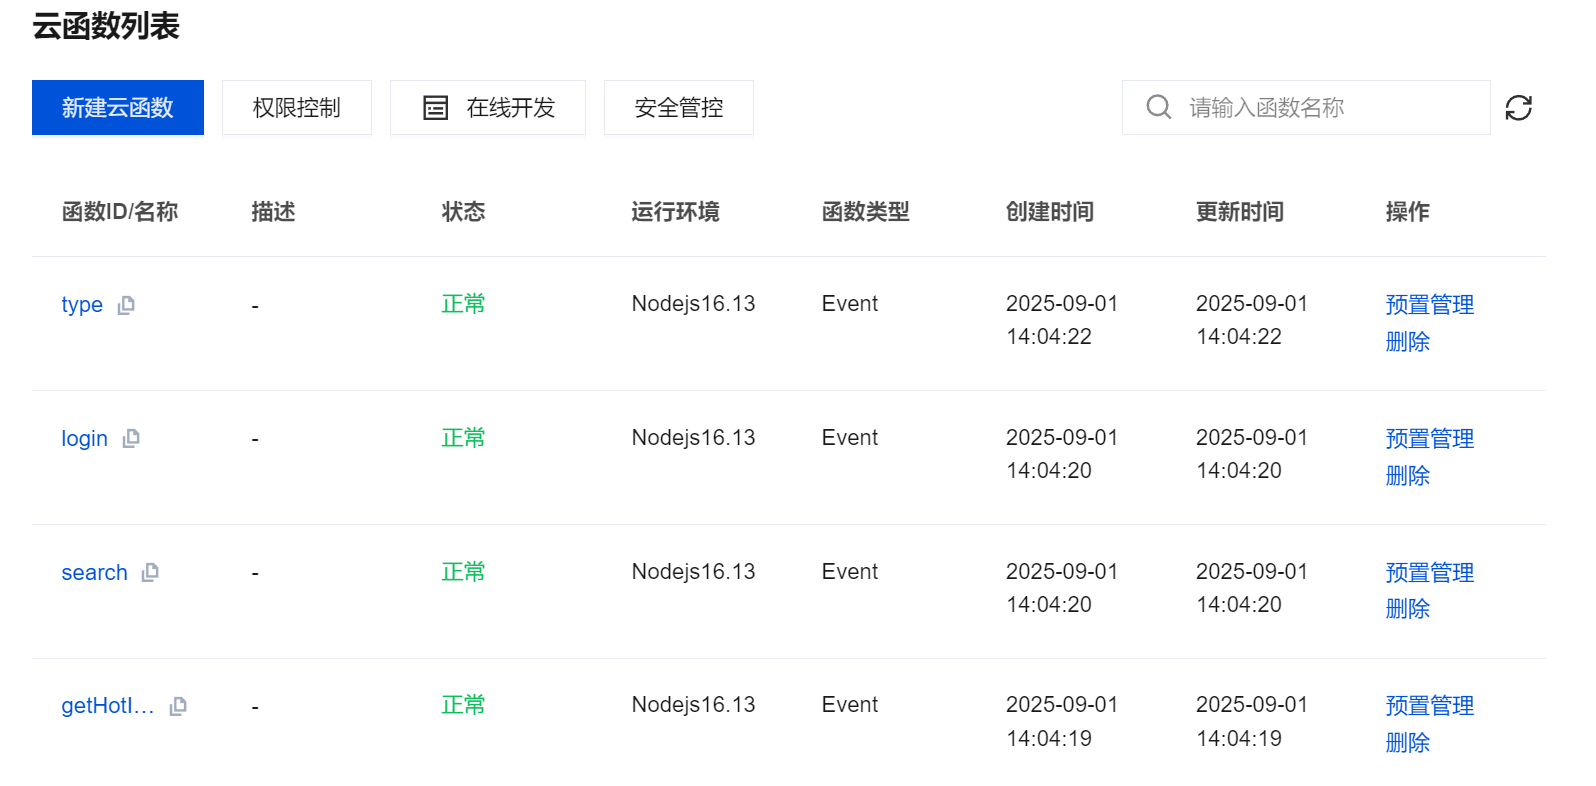 云函数列表
新建云函数 权限控制 在线开发 安全管控 请输入函数名称
函数ID/名称 描述 状态 运行环境 函数类型 创建时间 更新时间 操作
type - 正常 Nodejs16.13 Event 2025-09-01 2025-09-01 预置管理
14:04:22 14:04:22 删除
login - 正常 Nodejs16.13 Event 2025-09-01 2025-09-01 预置管理
14:04:20 14:04:20 删除
search - 正常 Nodejs16.13 Event 2025-09-01 2025-09-01 预置管理
14:04:20 14:04:20 删除
getHotI... - 正常 Nodejs16.13 Event 2025-09-01 2025-09-01 预置管理
14:04:19 14:04:19 删除